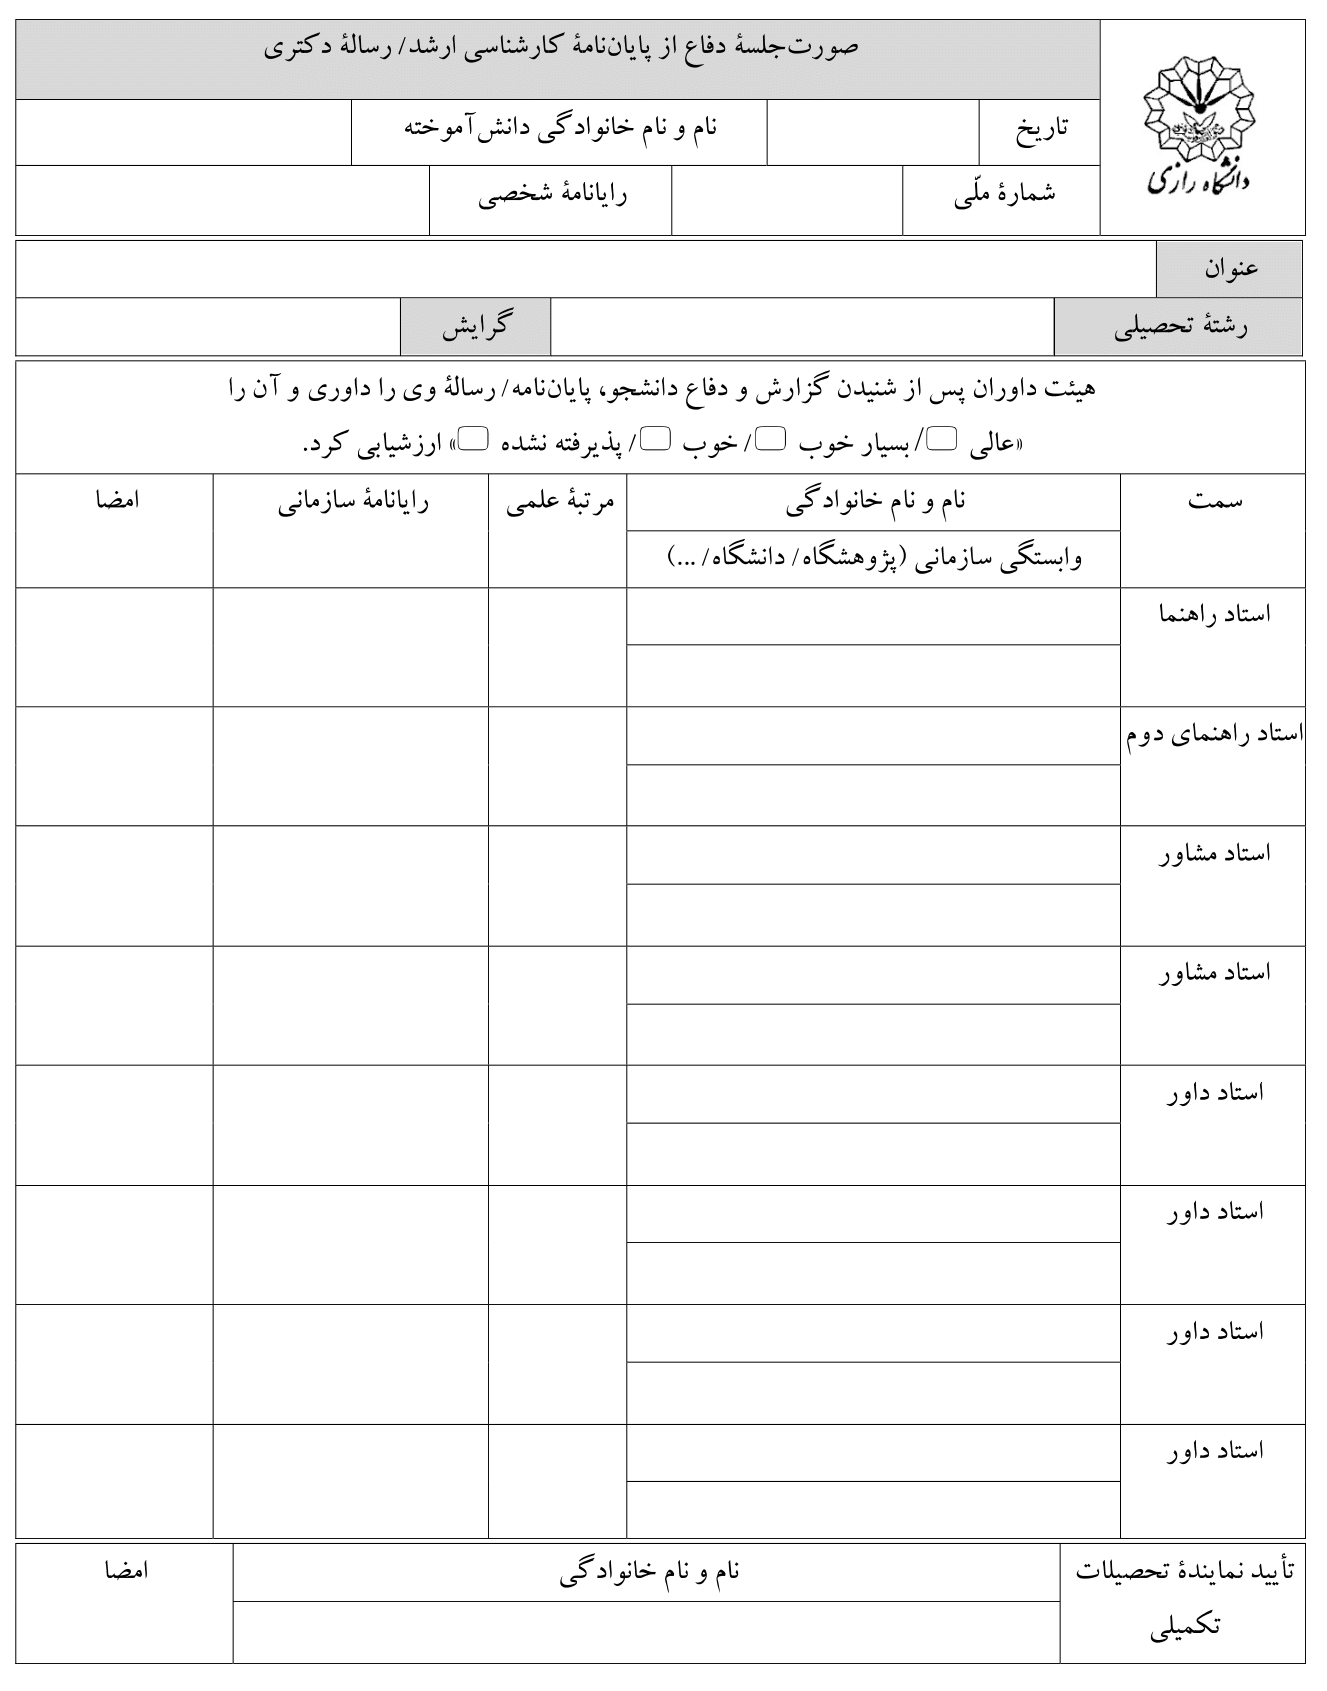 صورت‌جلسهٔ دفاع از پایان‌نامهٔ کارشناسی ارشد/ رسالهٔ دکتری
دانشگاه رازی
تاریخ
نام و نام خانوادگی دانش‌آموخته
شمارهٔ ملّی
رایانامهٔ شخصی
عنوان
رشتهٔ تحصیلی
گرایش
هیئت داوران پس از شنیدن گزارش و دفاع دانشجو، پایان‌نامه/ رسالهٔ وی را داوری و آن را
«عالی / بسیار خوب / خوب / پذیرفته نشده » ارزشیابی کرد.
سمت
نام و نام خانوادگی
مرتبهٔ علمی
رایانامهٔ سازمانی
امضا
وابستگی سازمانی (پژوهشگاه/ دانشگاه/ ...)
استاد راهنما
استاد راهنمای دوم
استاد مشاور
استاد مشاور
استاد داور
استاد داور
استاد داور
استاد داور
تأیید نمایندهٔ تحصیلات
تکمیلی
نام و نام خانوادگی
امضا